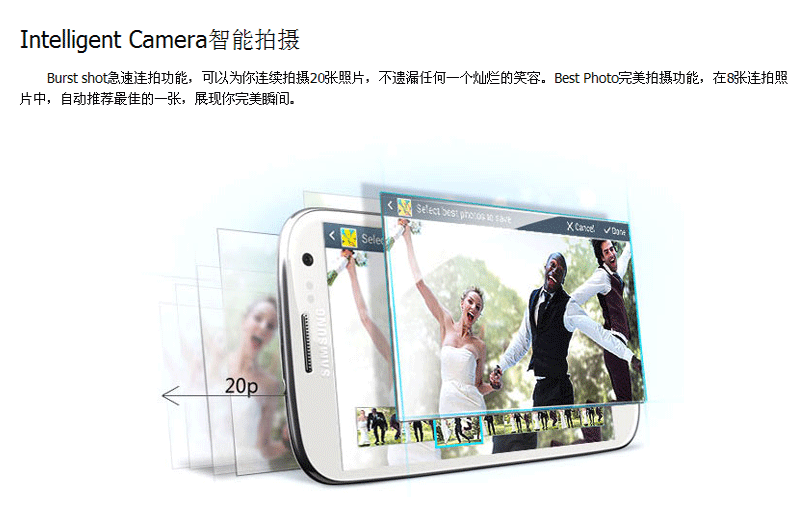 Intelligent Camera智能拍摄
Burst shot急速连拍功能，可以为你连续拍摄20张照片，不遗漏任何一个灿烂的笑容。Best Photo完美拍摄功能，在8张连拍照
片中，自动推荐最佳的一张，展现你完美瞬间。
Select best photos to save
Cancel
Done
Selec
SAMSUNG
20p